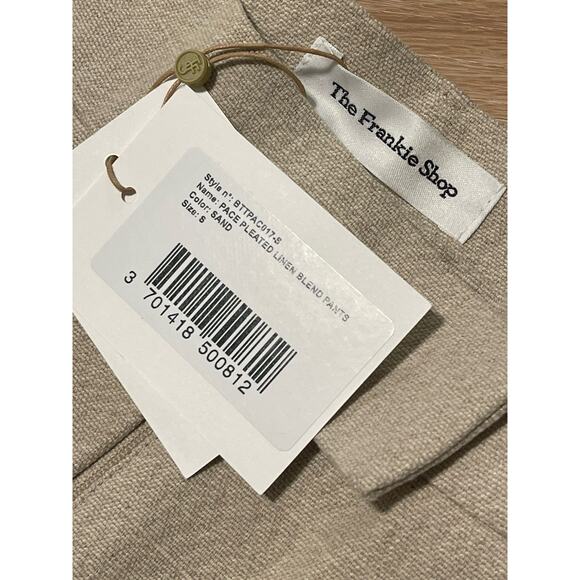 The Frankie Shop
Style n°: BTTPAC017-S
Name: PACE PLEATED LINEN BLEND PANTS
Color: SAND
Size: S
3 701418 500812